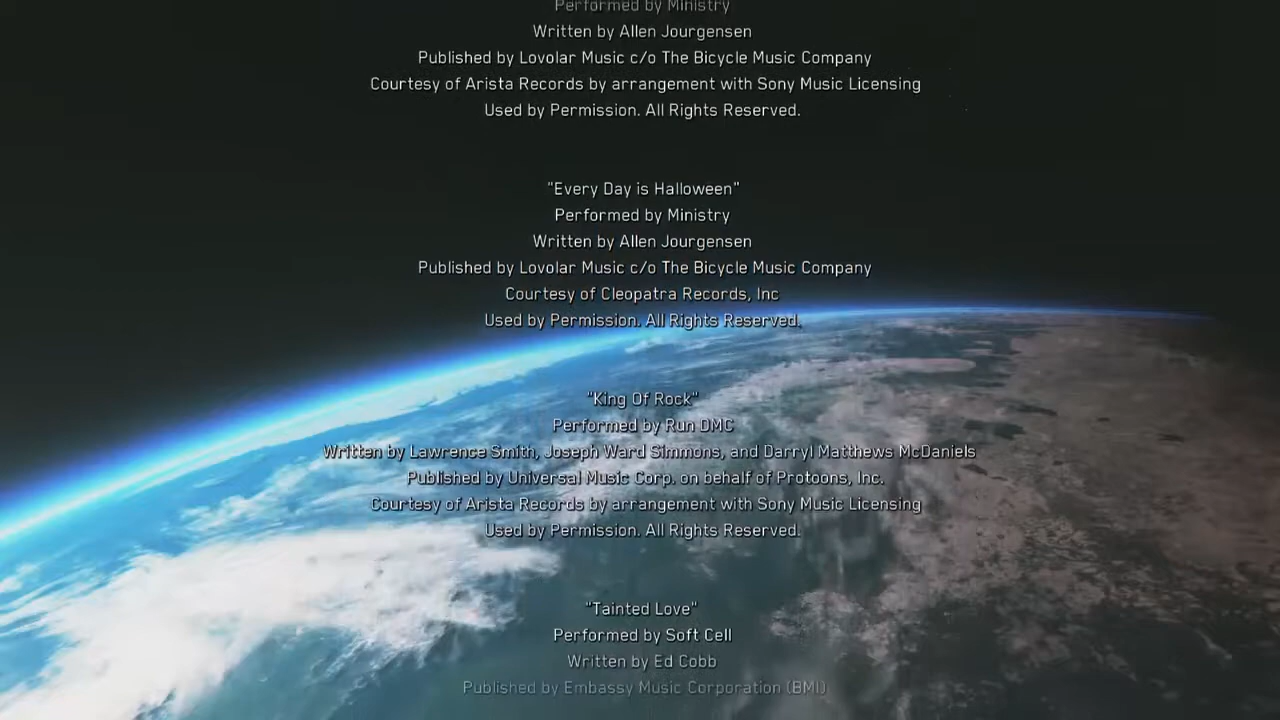 Performed by Ministry
Written by Allen Jourgensen
Published by Lovolar Music c/o The Bicycle Music Company
Courtesy of Arista Records by arrangement with Sony Music Licensing
Used by Permission. All Rights Reserved.
"Every Day is Halloween"
Performed by Ministry
Written by Allen Jourgensen
Published by Lovolar Music c/o The Bicycle Music Company
Courtesy of Cleopatra Records, Inc
Used by Permission. All Rights Reserved.
"King Of Rock"
Performed by Run DMC
Written by Lawrence Smith, Joseph Ward Simmons, and Darryl Matthews McDaniels
Published by Universal Music Corp. on behalf of Protoons, Inc.
Courtesy of Arista Records by arrangement with Sony Music Licensing
Used by Permission. All Rights Reserved.
"Tainted Love"
Performed by Soft Cell
Written by Ed Cobb
Published by Embassy Music Corporation (BMI)